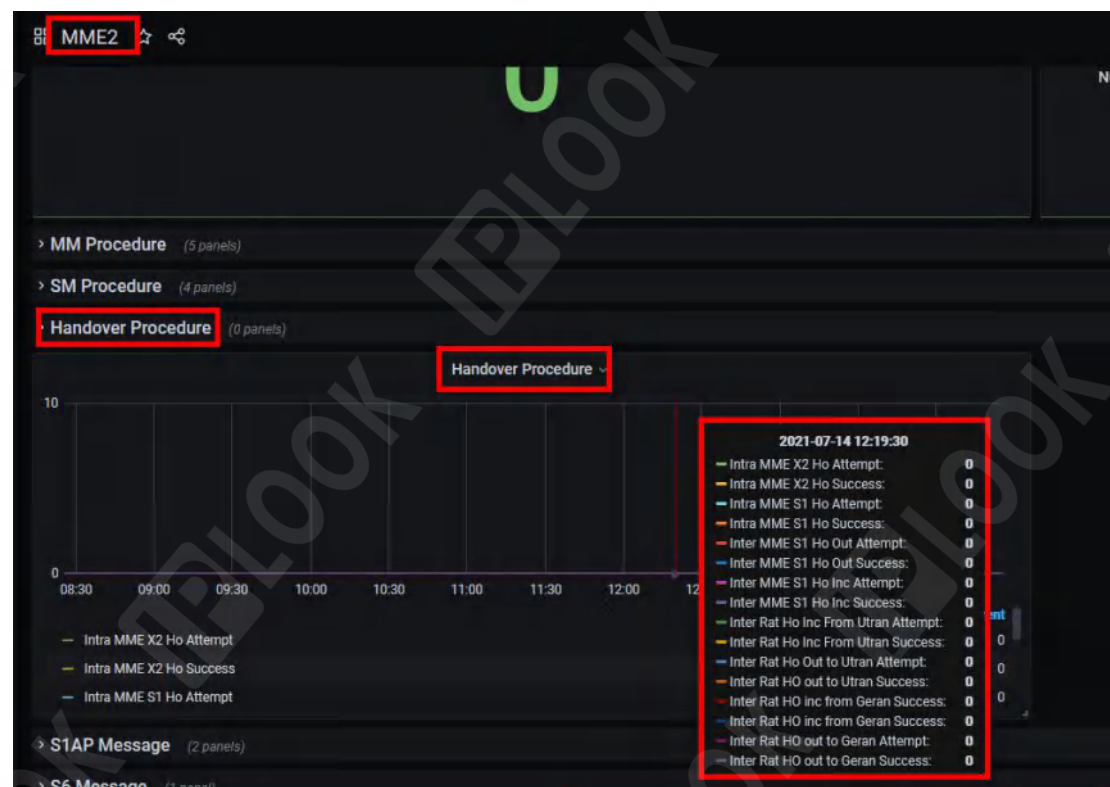 MME2
0
N
MM Procedure (5 panels)
SM Procedure (4 panels)
Handover Procedure (0 panels)
Handover Procedure
10
0
08:30 09:00 09:30 10:00 10:30 11:00 11:30 12:00 12
2021-07-14 12:19:30
Intra MME X2 Ho Attempt: 0
Intra MME X2 Ho Success: 0
Intra MME S1 Ho Attempt: 0
Intra MME S1 Ho Success: 0
Inter MME S1 Ho Out Attempt: 0
Inter MME S1 Ho Out Success: 0
Inter MME S1 Ho Inc Attempt: 0
Inter MME S1 Ho Inc Success: 0
Inter Rat Ho Inc From Utran Attempt: 0
Inter Rat Ho Inc From Utran Success: 0
Inter Rat Ho Out to Utran Attempt: 0
Inter Rat HO out to Utran Success: 0
Inter Rat HO inc from Geran Success: 0
Inter Rat HO inc from Geran Success: 0
Inter Rat HO out to Geran Attempt: 0
Inter Rat HO out to Geran Success: 0
ent
Intra MME X2 Ho Attempt 0
Intra MME X2 Ho Success 0
Intra MME S1 Ho Attempt 0
S1AP Message (2 panels)
S6 Message
IPLOOK
IPLOOK
IPLOOK